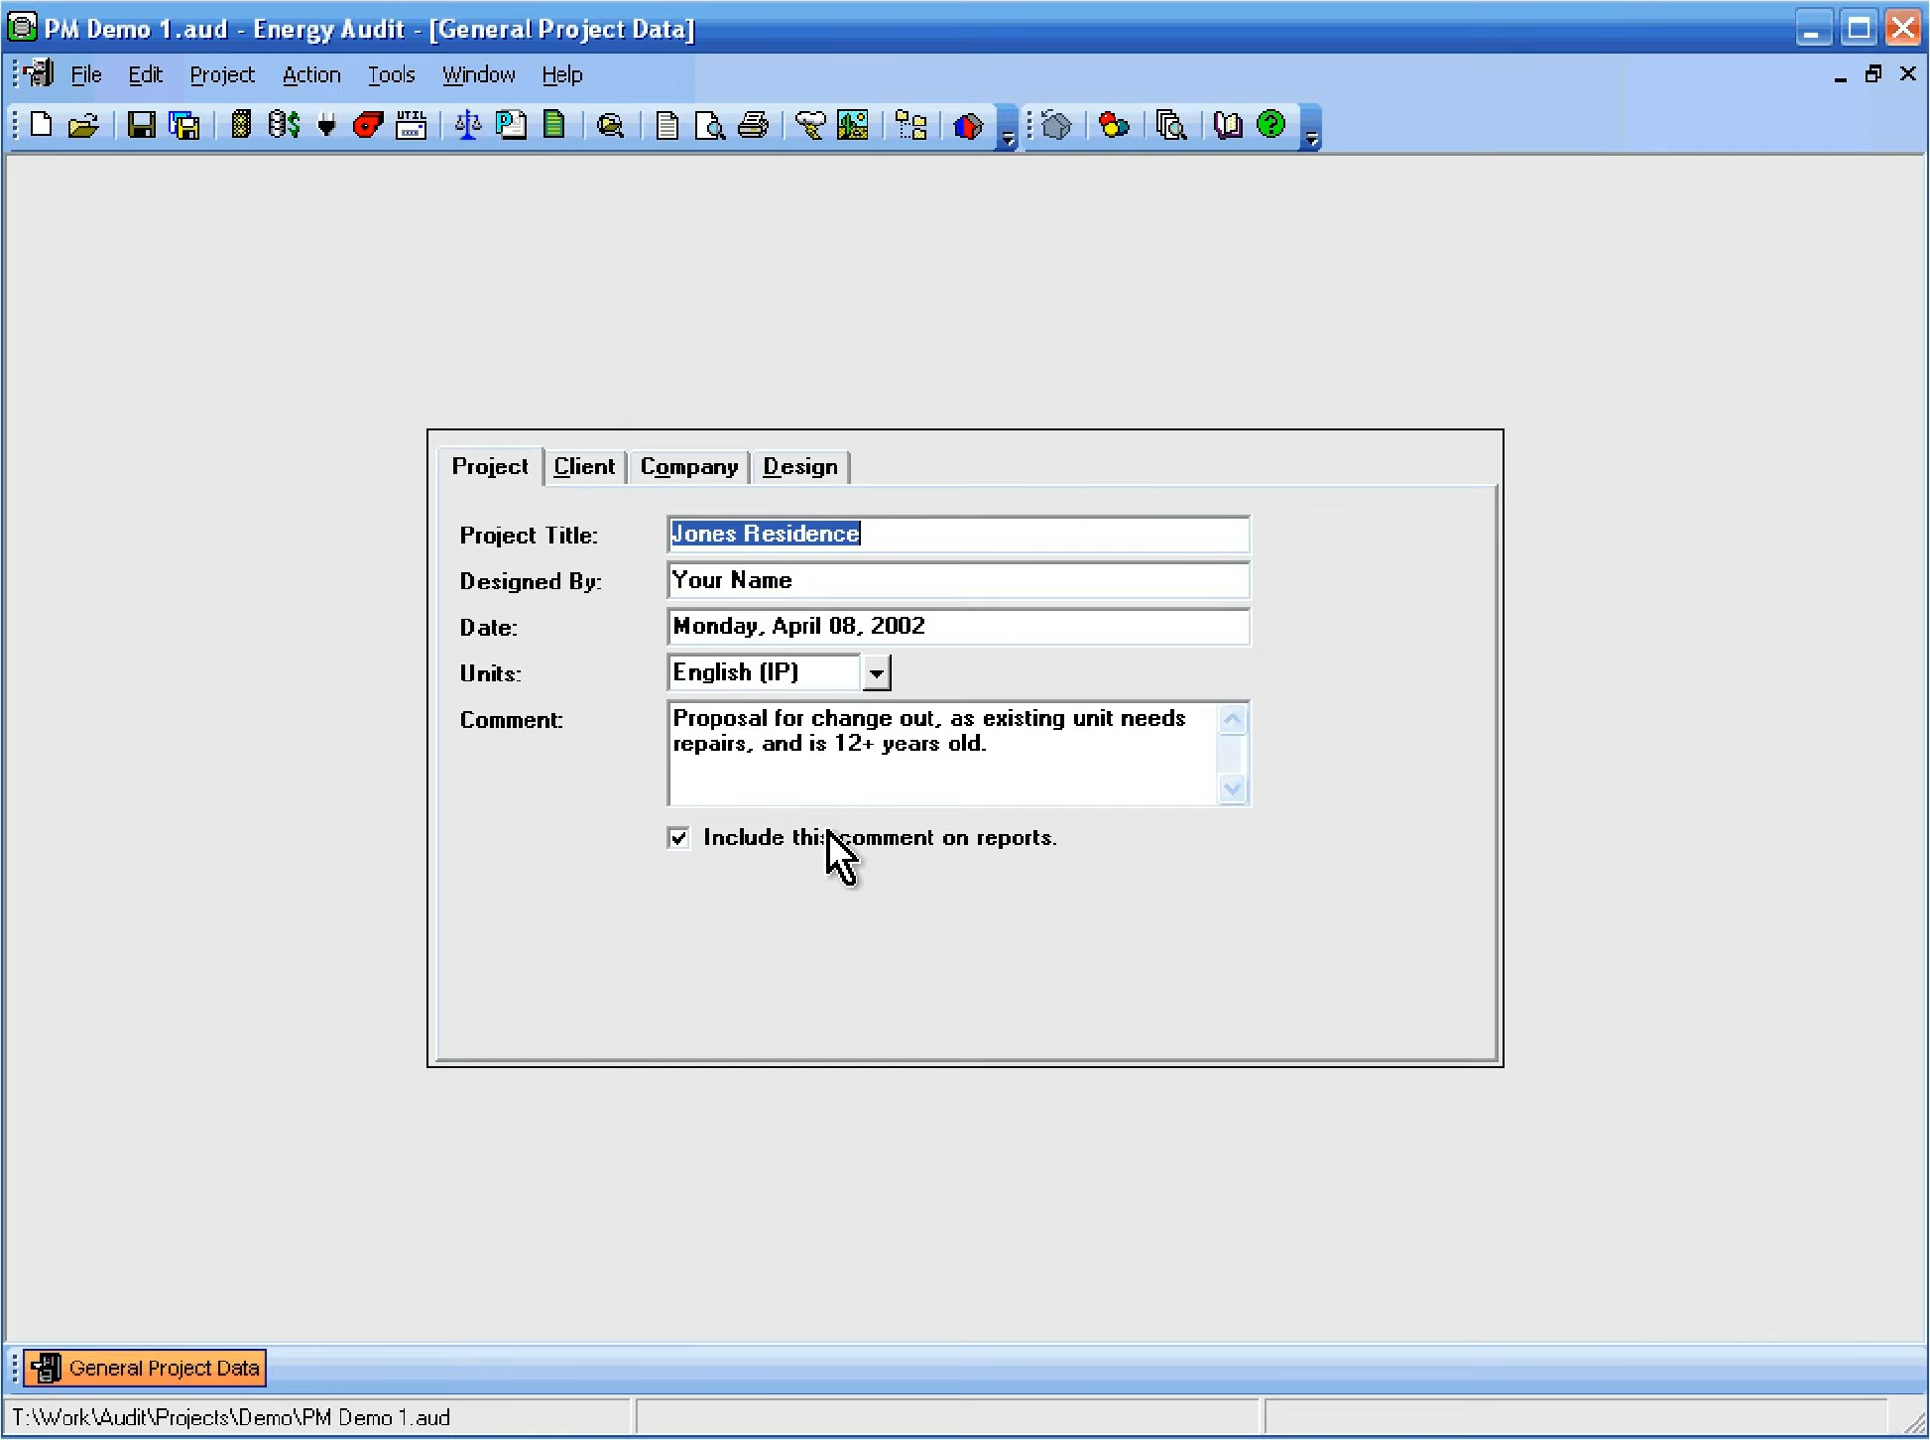 PM Demo 1.aud - Energy Audit - [General Project Data]
File Edit Project Action Tools Window Help
Project Client Company Design
Project Title: Jones Residence
Designed By: Your Name
Date: Monday, April 08, 2002
Units: English (IP)
Comment: Proposal for change out, as existing unit needs
repairs, and is 12+ years old.
Include this comment on reports.
General Project Data
T:\Work\Audit\Projects\Demo\PM Demo 1.aud